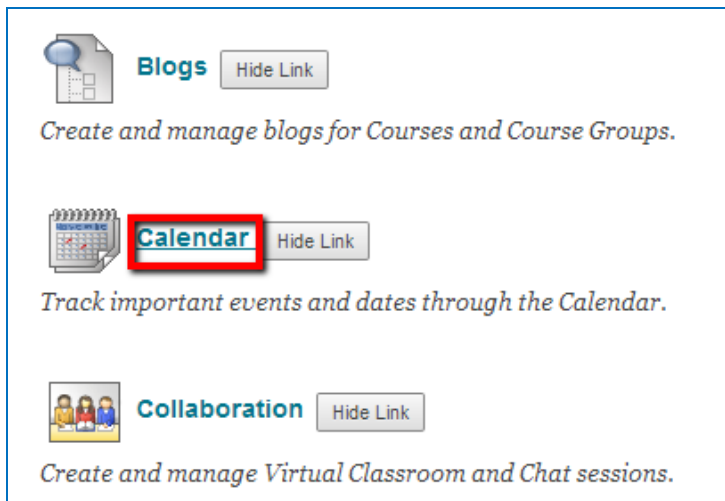 Blogs Hide Link
Create and manage blogs for Courses and Course Groups.
Calendar Hide Link
Track important events and dates through the Calendar.
Collaboration Hide Link
Create and manage Virtual Classroom and Chat sessions.